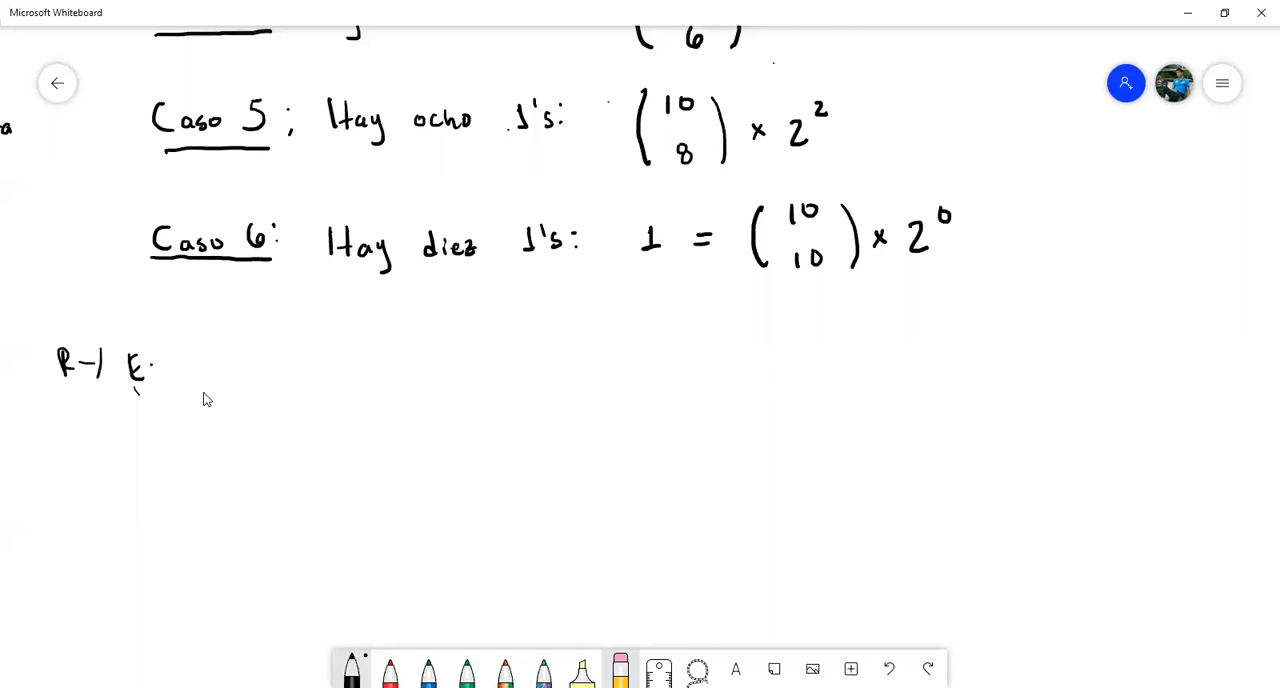 Microsoft Whiteboard
( 6 )
a
Caso 5; Hay ocho 1's: (10 8) × 2²
Caso 6: Hay diez 1's: 1 = (10 10) × 2⁰
R-) E.
A